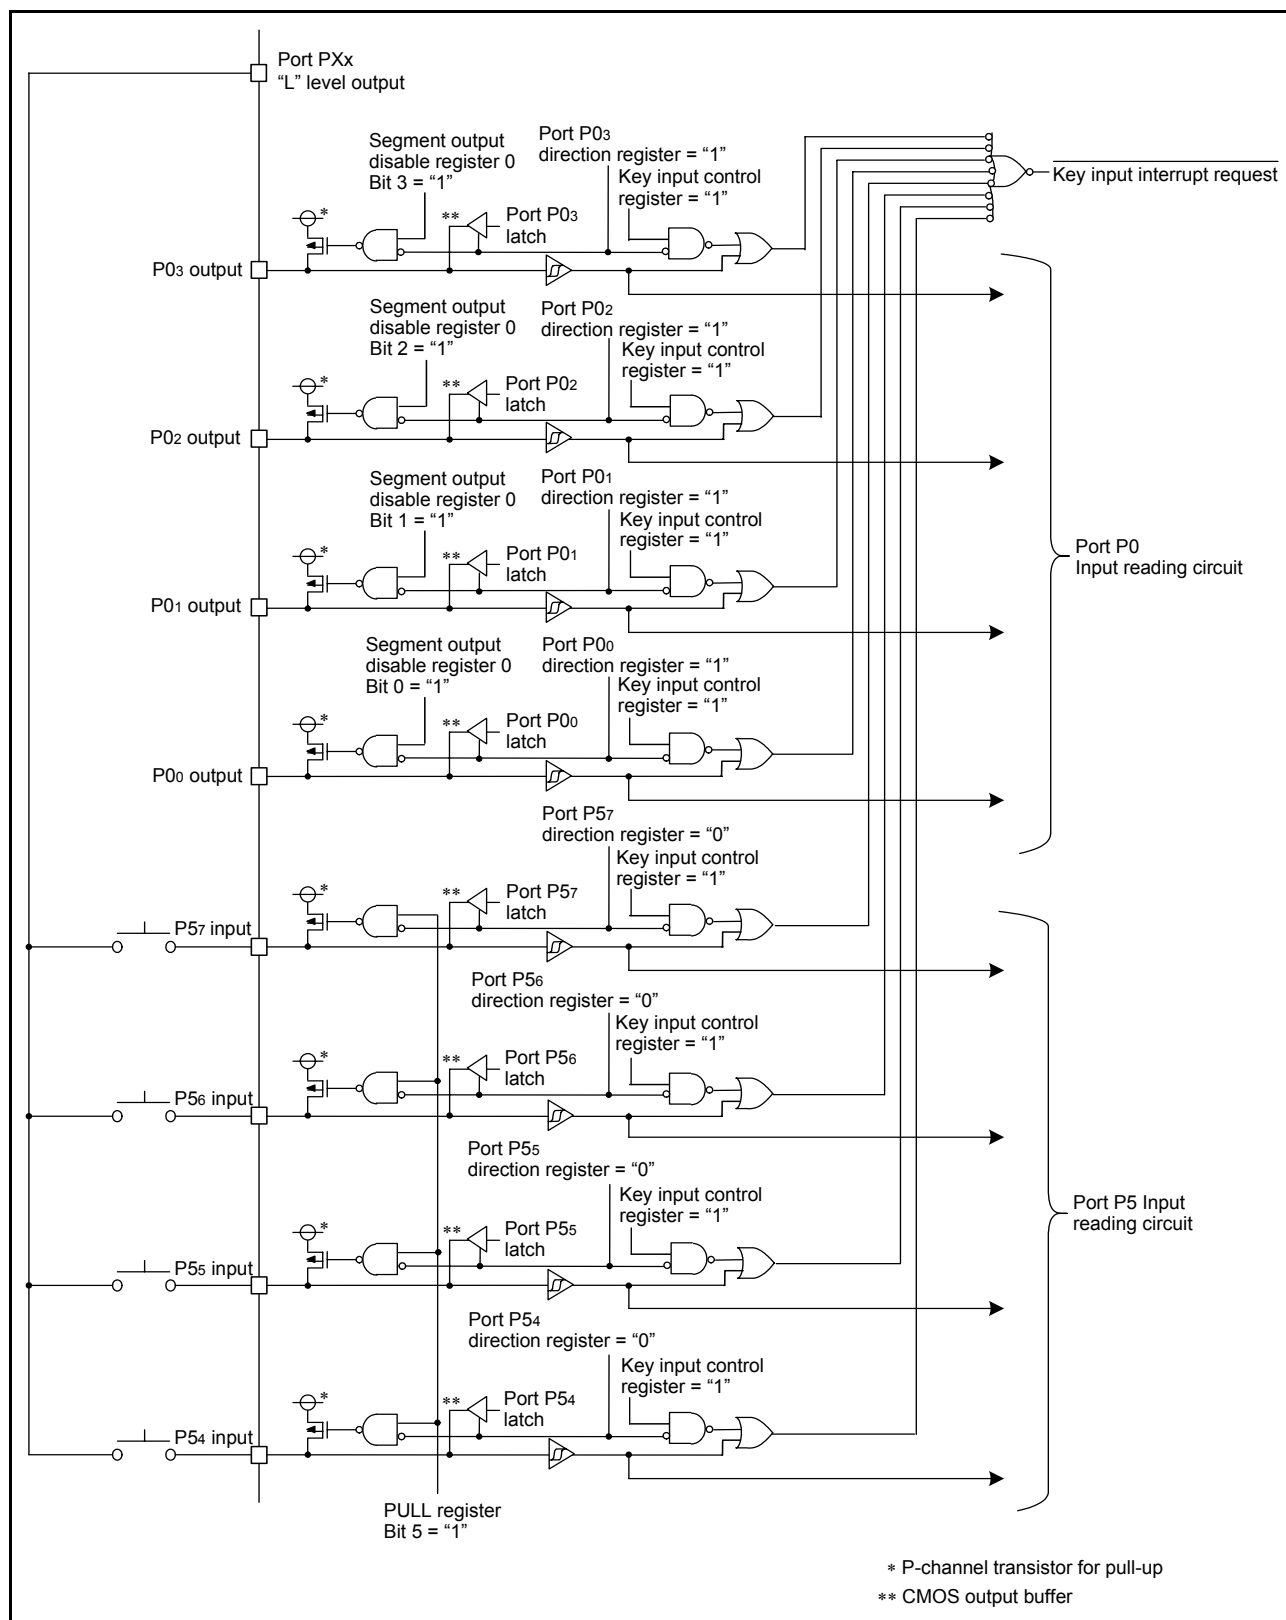 Port PXx
“L” level output
Segment output
disable register 0
Bit 3 = “1”
Port P03
direction register = “1”
Key input control
register = “1”
*
**
Port P03
latch
P03 output
Key input interrupt request
Segment output
disable register 0
Bit 2 = “1”
Port P02
direction register = “1”
Key input control
register = “1”
*
**
Port P02
latch
P02 output
Segment output
disable register 0
Bit 1 = “1”
Port P01
direction register = “1”
Key input control
register = “1”
*
**
Port P01
latch
P01 output
Port P0
Input reading circuit
Segment output
disable register 0
Bit 0 = “1”
Port P00
direction register = “1”
Key input control
register = “1”
*
**
Port P00
latch
P00 output
Port P57
direction register = “0”
Key input control
register = “1”
*
**
Port P57
latch
P57 input
Port P56
direction register = “0”
Key input control
register = “1”
*
**
Port P56
latch
P56 input
Port P55
direction register = “0”
Key input control
register = “1”
*
**
Port P55
latch
P55 input
Port P5 Input
reading circuit
Port P54
direction register = “0”
Key input control
register = “1”
*
**
Port P54
latch
P54 input
PULL register
Bit 5 = “1”
* P-channel transistor for pull-up
** CMOS output buffer